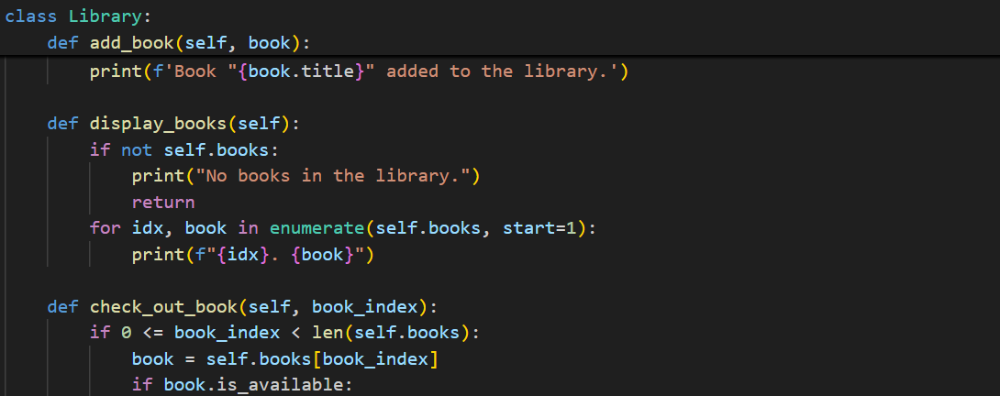 class Library:
    def add_book(self, book):
        print(f'Book "{book.title}" added to the library.')
    def display_books(self):
        if not self.books:
            print("No books in the library.")
            return
        for idx, book in enumerate(self.books, start=1):
            print(f"{idx}. {book}")
    def check_out_book(self, book_index):
        if 0 <= book_index < len(self.books):
            book = self.books[book_index]
            if book.is_available: